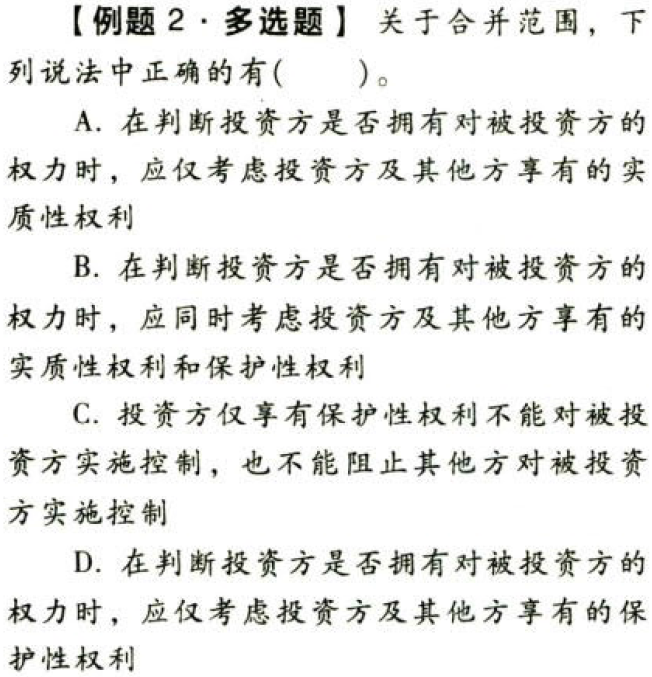 【例题 2·多选题】 关于合并范围，下
列说法中正确的有(　　)。
A. 在判断投资方是否拥有对被投资方的
权力时，应仅考虑投资方及其他方享有的实
质性权利
B. 在判断投资方是否拥有对被投资方的
权力时，应同时考虑投资方及其他方享有的
实质性权利和保护性权利
C. 投资方仅享有保护性权利不能对被投
资方实施控制，也不能阻止其他方对被投资
方实施控制
D. 在判断投资方是否拥有对被投资方的
权力时，应仅考虑投资方及其他方享有的保
护性权利